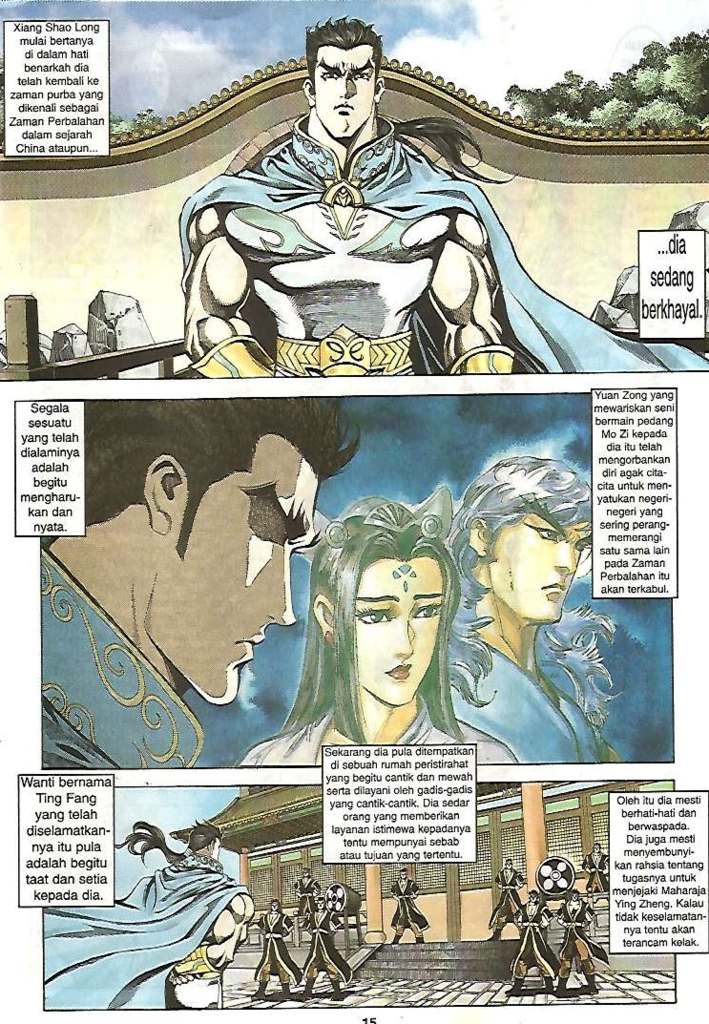 Xiang Shao Long
mulai bertanya
di dalam hati
benarkah dia
telah kembali ke
zaman purba yang
dikenali sebagai
Zaman Perbalahan
dalam sejarah
China ataupun...
...dia
sedang
berkhayal.
Segala
sesuatu
yang telah
dialaminya
adalah
begitu
mengharu-
kan dan
nyata.
Yuan Zong yang
mewariskan seni
bermain pedang
Mo Zi kepada
dia itu telah
mengorbankan
diri agak cita-
cita untuk men-
yatukan negeri-
negeri yang
sering perang-
memerangi
satu sama lain
pada Zaman
Perbalahan itu
akan terkabul.
Wanti bernama
Ting Fang
yang telah
diselamatkan-
nya itu pula
adalah begitu
taat dan setia
kepada dia.
Sekarang dia pula ditempatkan
di sebuah rumah peristirahat
yang begitu cantik dan mewah
serta dilayani oleh gadis-gadis
yang cantik-cantik. Dia sedar
orang yang memberikan
layanan istimewa kepadanya
tentu mempunyai sebab
atau tujuan yang tertentu.
Oleh itu dia mesti
berhati-hati dan
berwaspada.
Dia juga mesti
menyembunyi-
kan rahsia tentang
tugasnya untuk
menjejaki Maharaja
Ying Zheng. Kalau
tidak keselamatan-
nya tentu akan
terancam kelak.
15